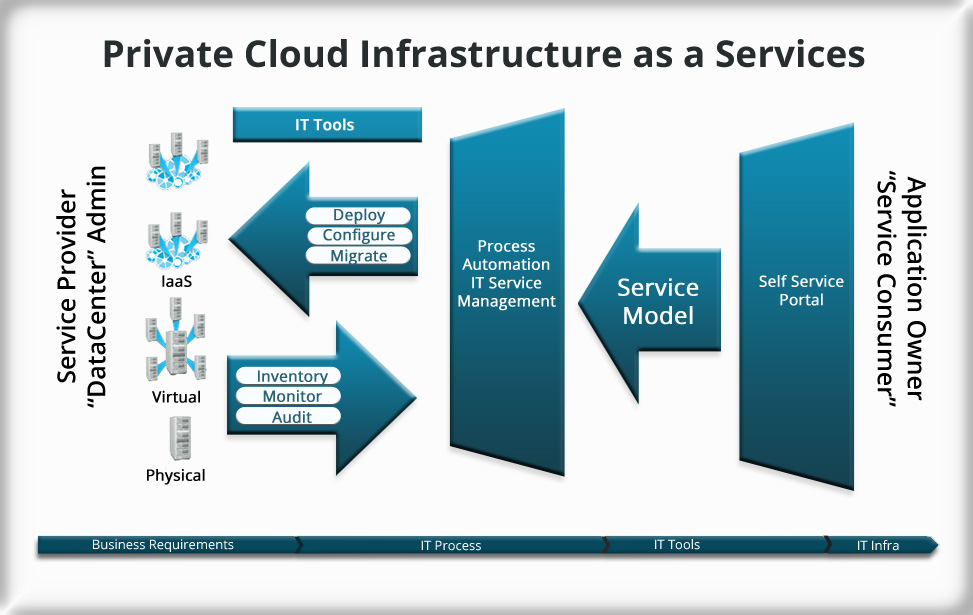 Private Cloud Infrastructure as a Services
Service Provider
"DataCenter" Admin
IaaS
Virtual
Physical
IT Tools
Deploy
Configure
Migrate
Inventory
Monitor
Audit
Process
Automation
IT Service
Management
Service
Model
Self Service
Portal
Application Owner
“Service Consumer”
Business Requirements
IT Process
IT Tools
IT Infra